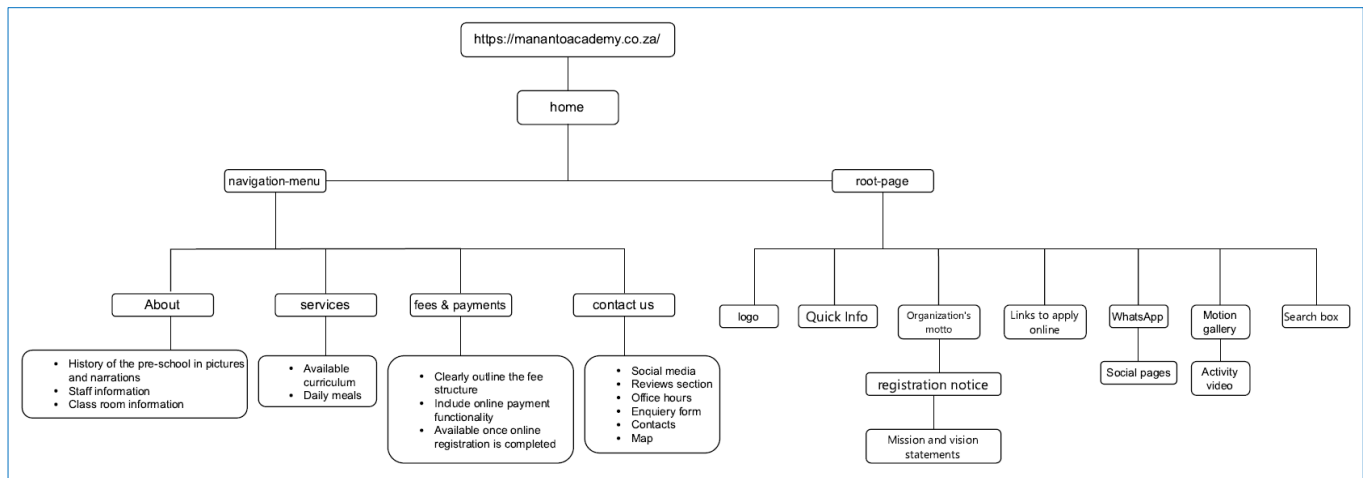 https://manantoacademy.co.za/
home
navigation-menu
root-page
About
services
fees & payments
contact us
logo
Quick Info
Organization's
motto
Links to apply
online
WhatsApp
Motion
gallery
Search box
• History of the pre-school in pictures
and narrations
• Staff information
• Class room information
• Available
curriculum
• Daily meals
• Clearly outline the fee
structure
• Include online payment
functionality
• Available once online
registration is completed
• Social media
• Reviews section
• Office hours
• Enquiery form
• Contacts
• Map
registration notice
Mission and vision
statements
Social pages
Activity
video